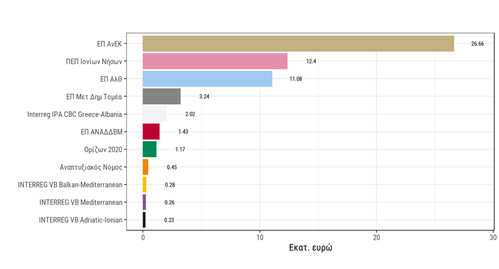 ΕΠ ΑνΕΚ 26.66
ΠΕΠ Ιονίων Νήσων 12.4
ΕΠ Αλθ 11.08
ΕΠ Μετ Δημ Τομέα 3.24
Interreg IPA CBC Greece-Albania 2.02
ΕΠ ΑΝΑΔΔΒΜ 1.43
Ορίζων 2020 1.17
Αναπτυξιακός Νόμος 0.45
INTERREG VB Balkan-Mediterranean 0.28
INTERREG VB Mediterranean 0.26
INTERREG VB Adriatic-Ionian 0.23
0 10 20 30
Εκατ. ευρώ